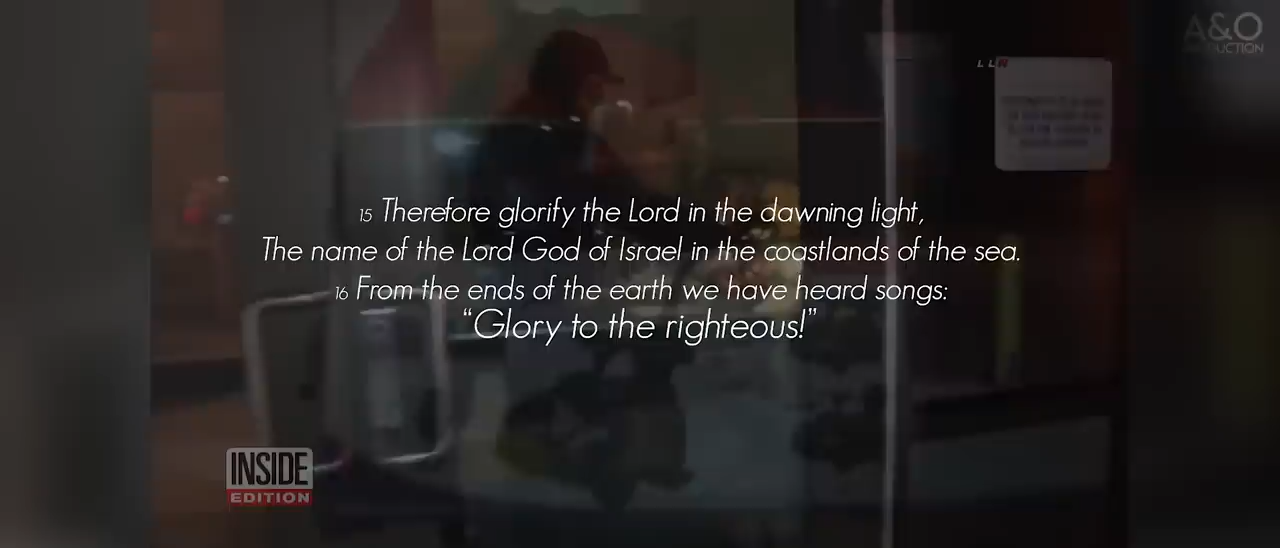 A&O
PRODUCTION
LLN
15 Therefore glorify the Lord in the dawning light,
The name of the Lord God of Israel in the coastlands of the sea.
16 From the ends of the earth we have heard songs:
“Glory to the righteous!”
INSIDE
EDITION